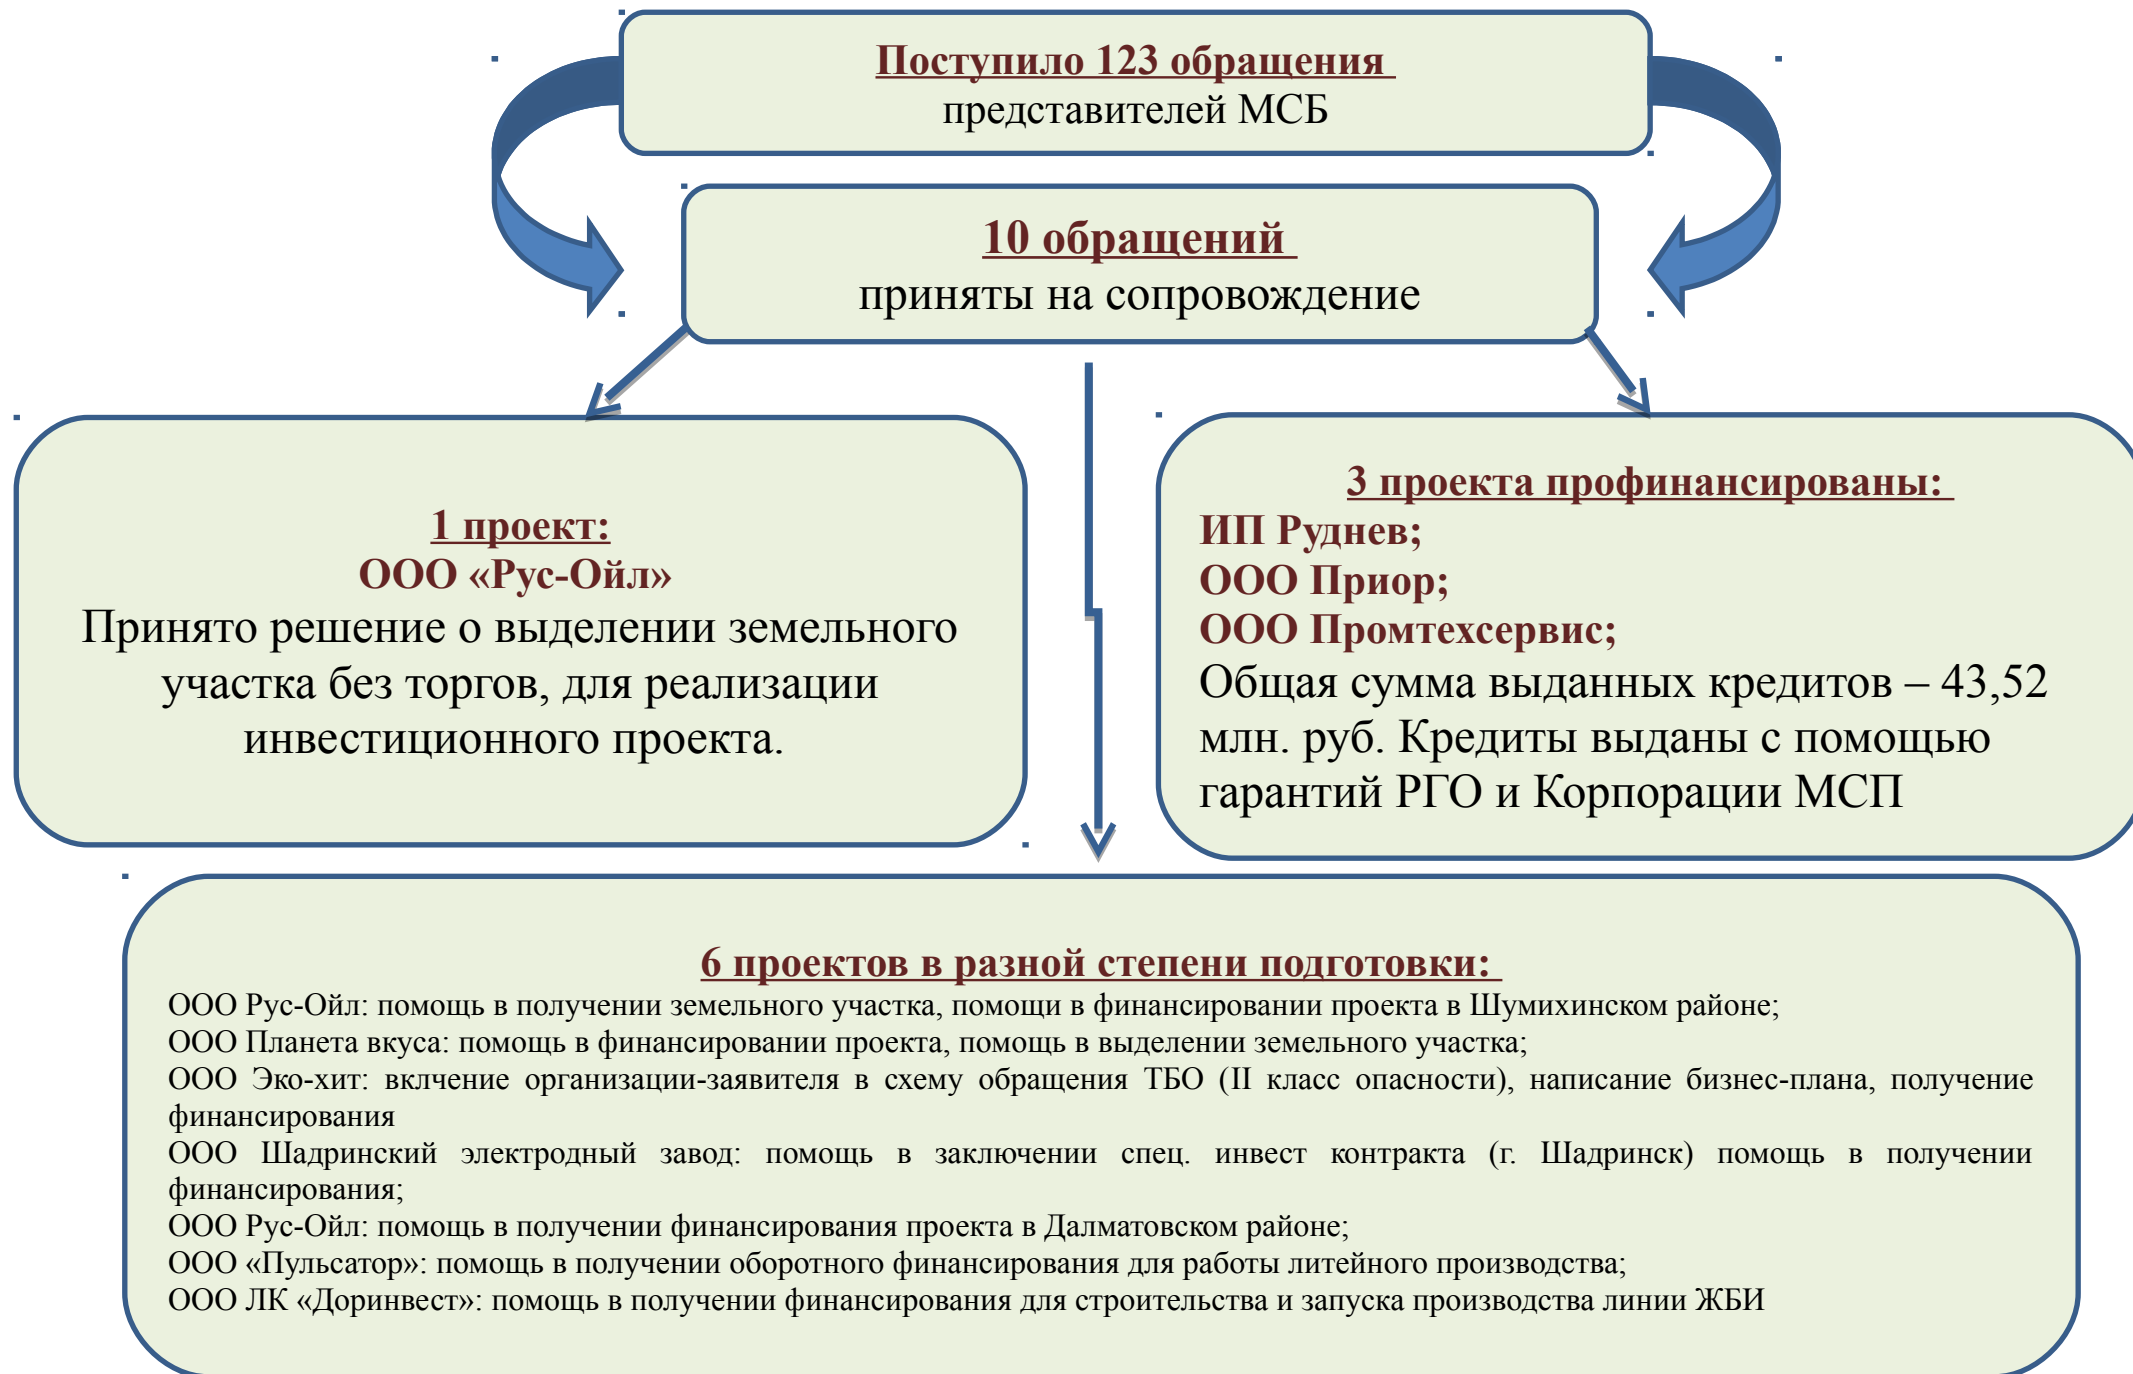 Поступило 123 обращения
представителей МСБ
10 обращений
приняты на сопровождение
1 проект:
ООО «Рус-Ойл»
Принято решение о выделении земельного
участка без торгов, для реализации
инвестиционного проекта.
3 проекта профинансированы:
ИП Руднев;
ООО Приор;
ООО Промтехсервис;
Общая сумма выданных кредитов – 43,52
млн. руб. Кредиты выданы с помощью
гарантий РГО и Корпорации МСП
6 проектов в разной степени подготовки:
ООО Рус-Ойл: помощь в получении земельного участка, помощи в финансировании проекта в Шумихинском районе;
ООО Планета вкуса: помощь в финансировании проекта, помощь в выделении земельного участка;
ООО Эко-хит: вклчение организации-заявителя в схему обращения ТБО (II класс опасности), написание бизнес-плана, получение
финансирования
ООО Шадринский электродный завод: помощь в заключении спец. инвест контракта (г. Шадринск) помощь в получении
финансирования;
ООО Рус-Ойл: помощь в получении финансирования проекта в Далматовском районе;
ООО «Пульсатор»: помощь в получении оборотного финансирования для работы литейного производства;
ООО ЛК «Доринвест»: помощь в получении финансирования для строительства и запуска производства линии ЖБИ